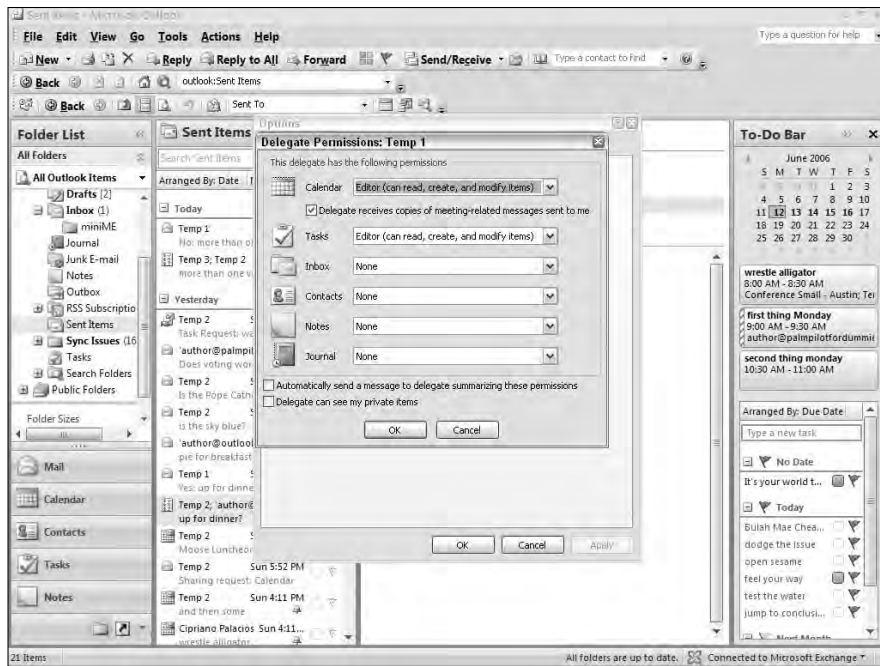 Sent Items - Microsoft Outlook
File Edit View Go Tools Actions Help
Type a question for help
New Reply Reply to All Forward Send/Receive Type a contact to find
Back outlook:Sent Items
Back Sent To
Folder List
All Folders
All Outlook Items
Drafts [2]
Inbox (1)
miniME
Journal
Junk E-mail
Notes
Outbox
RSS Subscriptio
Sent Items
Sync Issues (16
Tasks
Search Folders
Public Folders
Folder Sizes
Mail
Calendar
Contacts
Tasks
Notes
21 Items
Sent Items
Search Sent Items
Arranged By: Date
Today
Temp 1
No: more than o
Temp 3; Temp 2
more than one v
Yesterday
Temp 2 S
Task Request: wa
'author@palmpil
Does voting wor
Temp 2 S
Is the Pope Cath
Temp 2 S
is the sky blue?
'author@outloo
pie for breakfast
Temp 1 S
Yes: up for dinne
Temp 2; 'author@
up for dinner?
Temp 2 S
Moose Luncheo
Temp 2 Sun 5:52 PM
Sharing request: Calendar
Temp 2 Sun 4:11 PM
and then some
Cipriano Palacios Sun 4:11...
wrestle alligator
Options
Delegate Permissions: Temp 1
This delegate has the following permissions
Calendar Editor (can read, create, and modify items)
Delegate receives copies of meeting-related messages sent to me
Tasks Editor (can read, create, and modify items)
Inbox None
Contacts None
Notes None
Journal None
Automatically send a message to delegate summarizing these permissions
Delegate can see my private items
OK Cancel
OK Cancel Apply
To-Do Bar
June 2006
S M T W T F S
1 2 3
4 5 6 7 8 9 10
11 12 13 14 15 16 17
18 19 20 21 22 23 24
25 26 27 28 29 30
wrestle alligator
8:00 AM - 8:30 AM
Conference Small - Austin; Te
first thing Monday
9:00 AM - 9:30 AM
author@palmpilotfordummie
second thing monday
10:30 AM - 11:00 AM
Arranged By: Due Date
Type a new task
No Date
It's your world t...
Today
Bulah Mae Chea...
dodge the issue
open sesame
feel your way
test the water
jump to conclusi...
Next Month
All folders are up to date. Connected to Microsoft Exchange